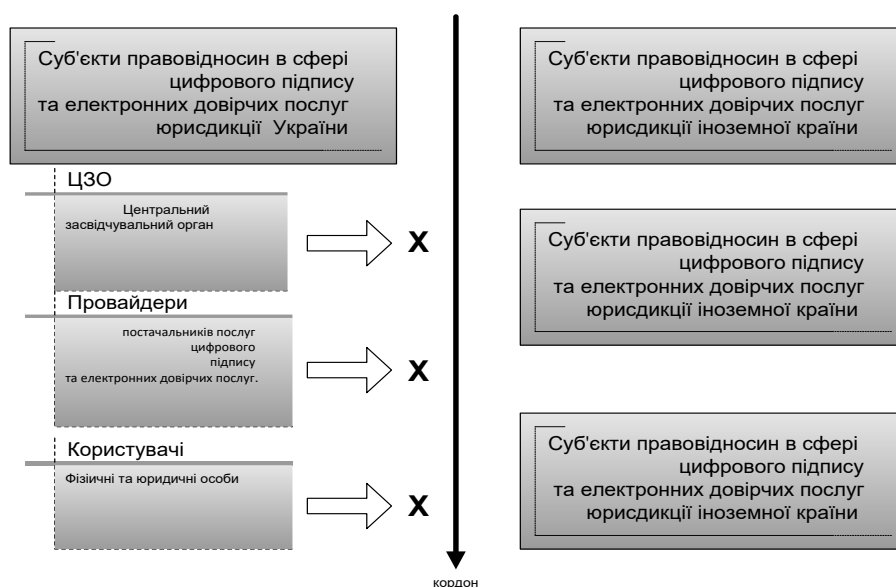 Суб'єкти правовідносин в сфері
цифрового підпису
та електронних довірчих послуг
юрисдикції України
ЦЗО
Центральний
засвідчувальний орган
X
Провайдери
постачальників послуг
цифрового
підпису
та електронних довірчих послуг.
X
Користувачі
Фізіичні та юридичні особи
X
кордон
Суб'єкти правовідносин в сфері
цифрового підпису
та електронних довірчих послуг
юрисдикції іноземної країни
Суб'єкти правовідносин в сфері
цифрового підпису
та електронних довірчих послуг
юрисдикції іноземної країни
Суб'єкти правовідносин в сфері
цифрового підпису
та електронних довірчих послуг
юрисдикції іноземної країни